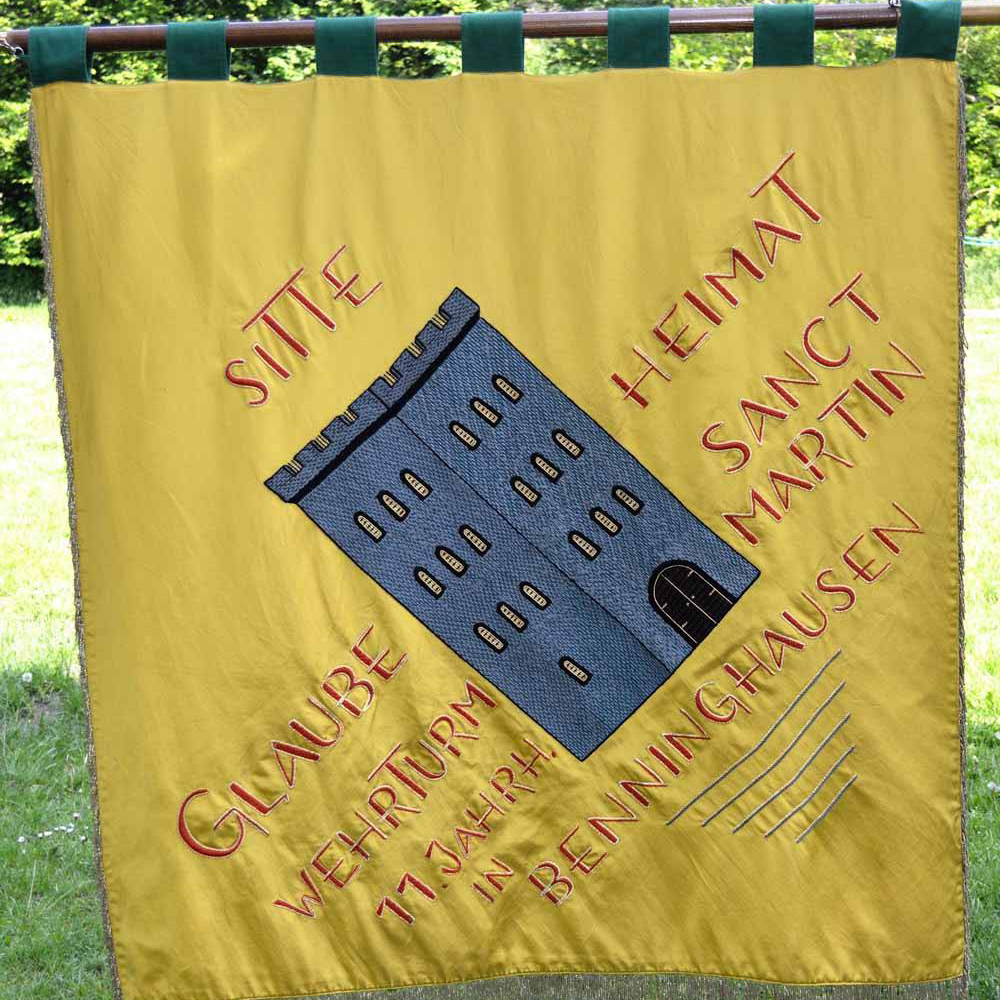 SITTE
HEIMAT
SANCT
MARTIN
GLAUBE
WEHRTURM
11. JAHRH.
IN
BENNINGHAUSEN